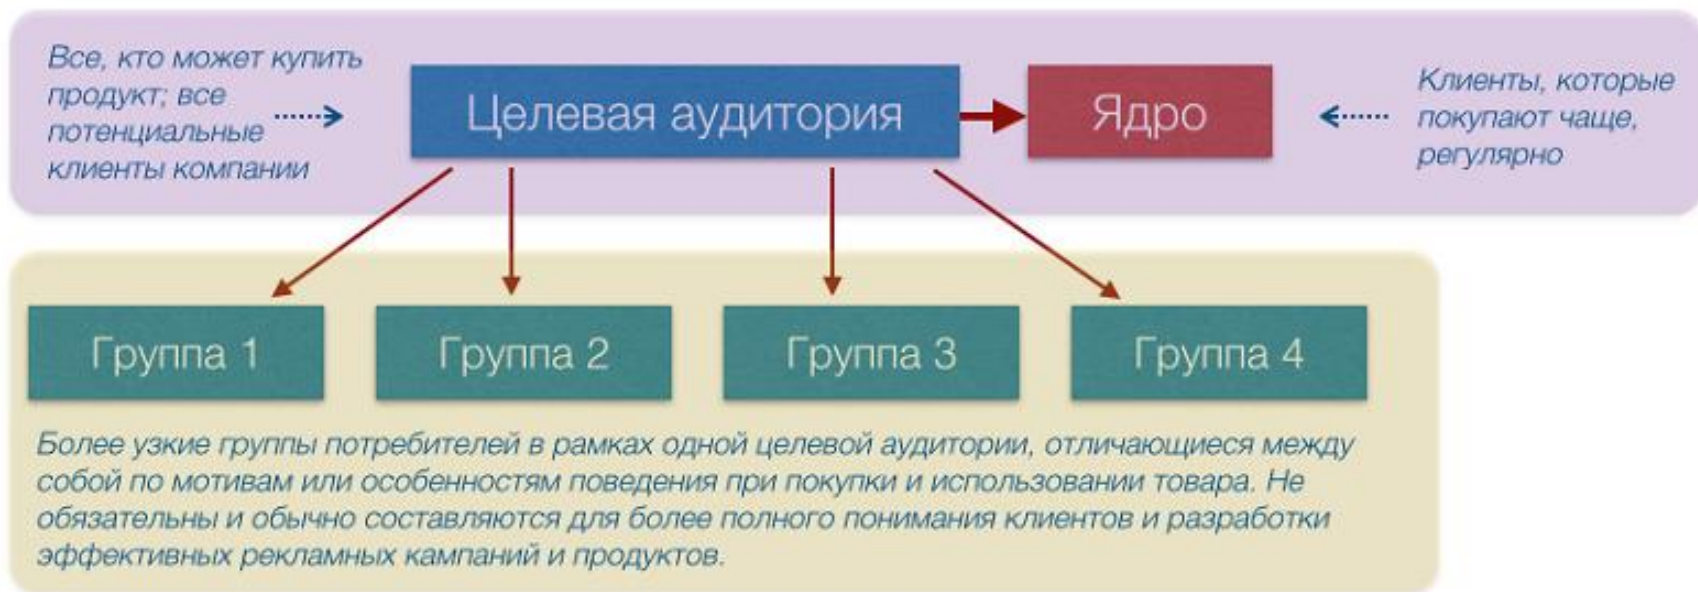 Все, кто может купить
продукт; все
потенциальные
клиенты компании
Целевая аудитория
Ядро
Клиенты, которые
покупают чаще,
регулярно
Группа 1
Группа 2
Группа 3
Группа 4
Более узкие группы потребителей в рамках одной целевой аудитории, отличающиеся между
собой по мотивам или особенностям поведения при покупки и использовании товара. Не
обязательны и обычно составляются для более полного понимания клиентов и разработки
эффективных рекламных кампаний и продуктов.